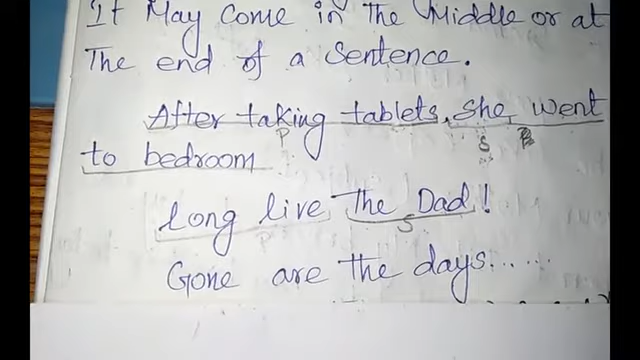 It May Come in The Middle or at
The end of a Sentence.
After taking tablets, she went
P S P
to bedroom
Long live The Dad!
P S
Gone are the days......